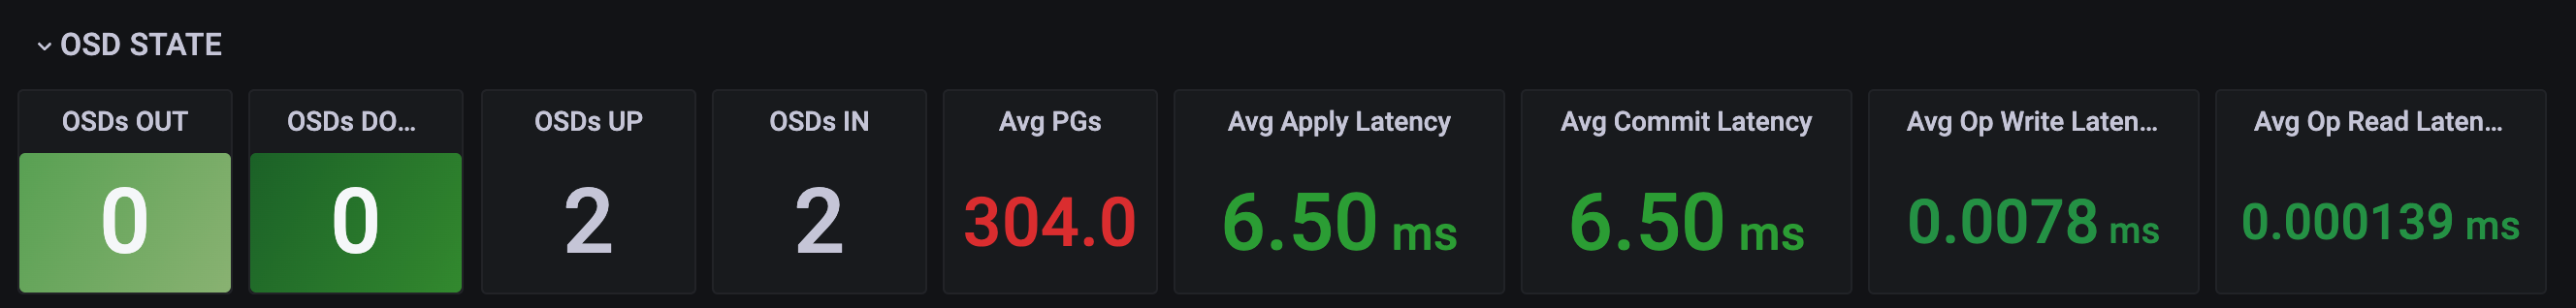 OSD STATE
OSDs OUT
0
OSDs DO...
0
OSDs UP
2
OSDs IN
2
Avg PGs
304.0
Avg Apply Latency
6.50 ms
Avg Commit Latency
6.50 ms
Avg Op Write Laten...
0.0078 ms
Avg Op Read Laten...
0.000139 ms